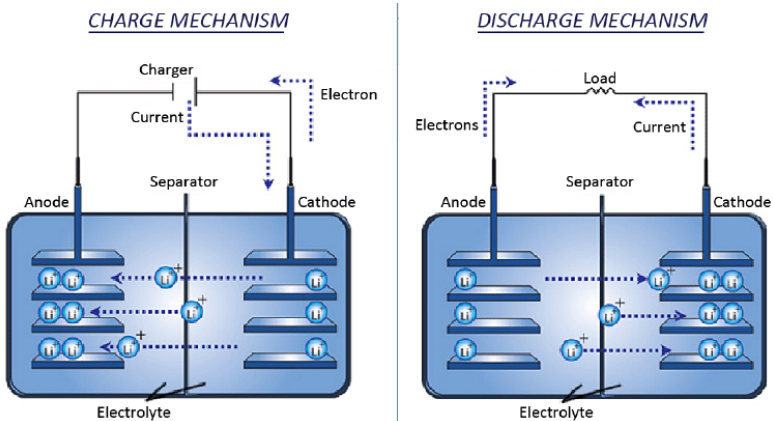 CHARGE MECHANISM
Charger
Electron
Current
Anode
Separator
Cathode
Li+ Li+
Li+
+
Li+
Li+ Li+
Li+
+
Li+
Li+ Li+
Li+
+
Li+
Electrolyte
DISCHARGE MECHANISM
Load
Electrons
Current
Anode
Separator
Cathode
Li+
Li+
+
Li+ Li+
Li+
Li+
+
Li+ Li+
Li+
Li+
+
Li+ Li+
Electrolyte